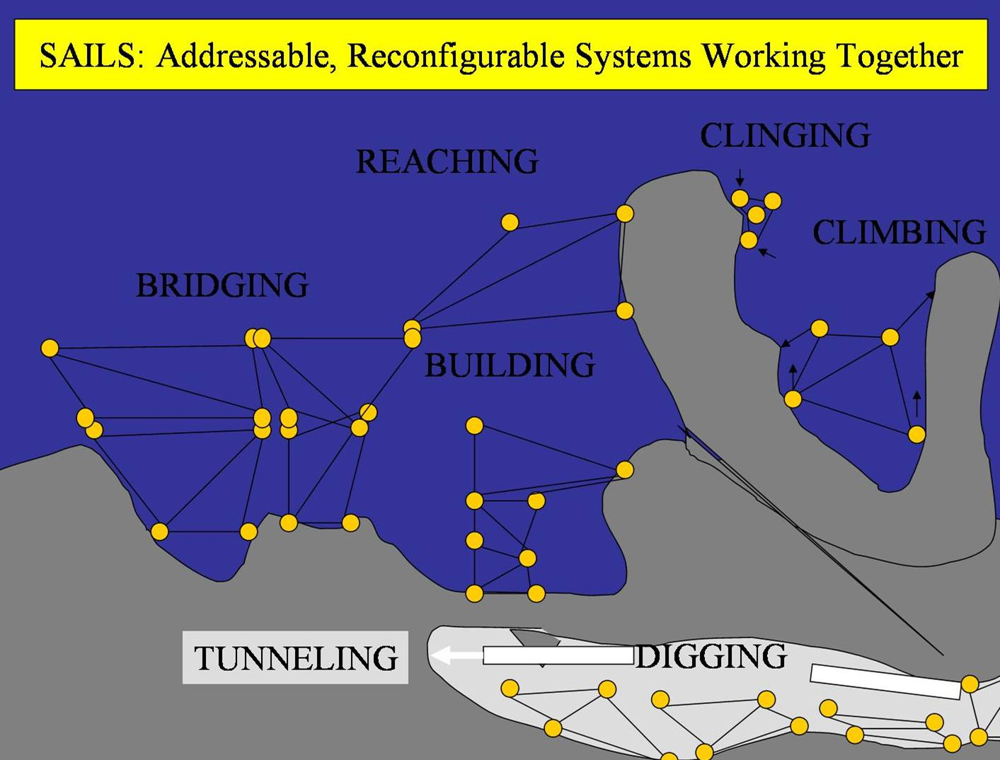 SAILS: Addressable, Reconfigurable Systems Working Together
CLINGING
REACHING
CLIMBING
BRIDGING
BUILDING
TUNNELING
DIGGING